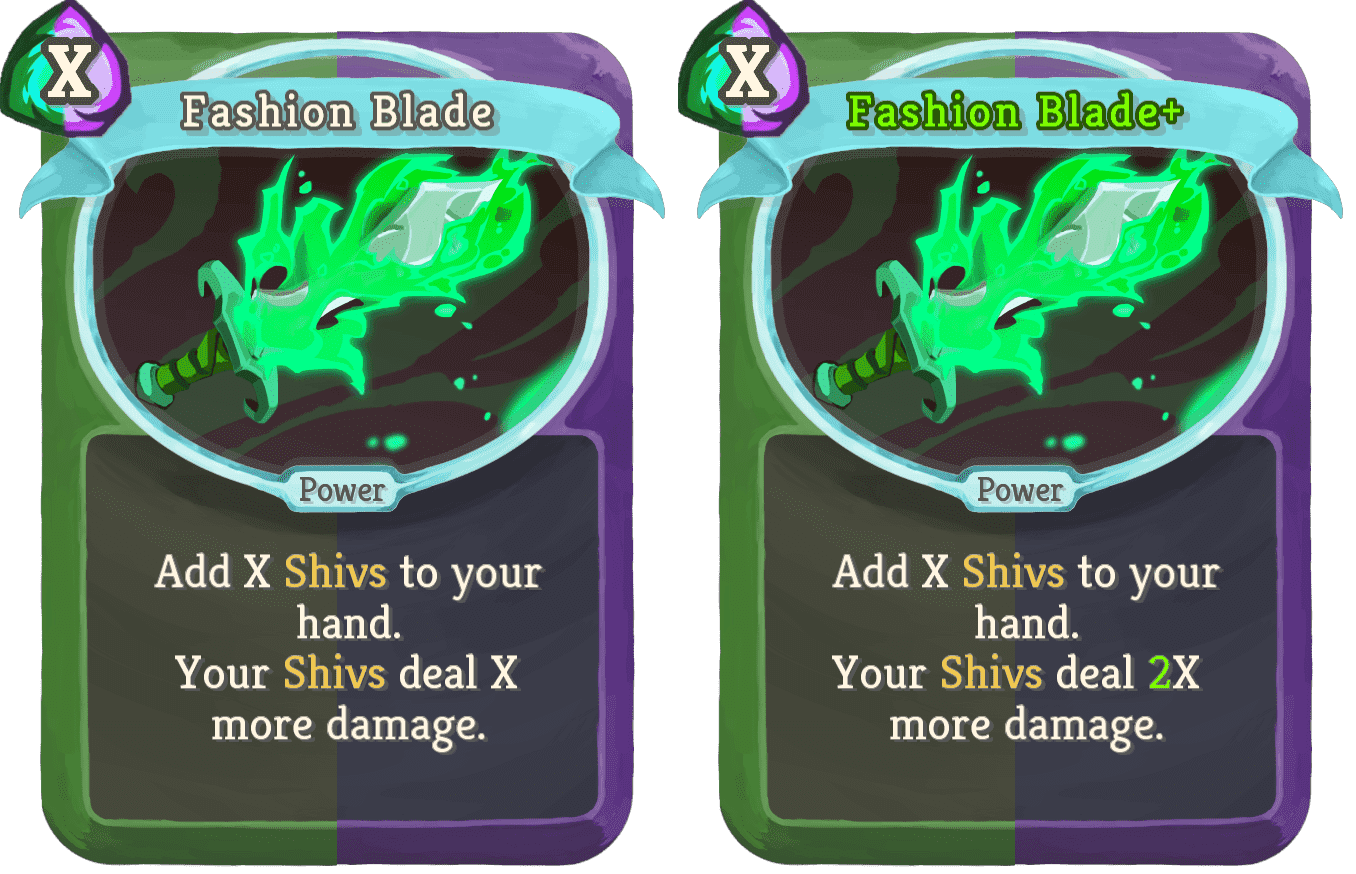 X
Fashion Blade
Power
Add X Shivs to your
hand.
Your Shivs deal X
more damage.
X
Fashion Blade+
Power
Add X Shivs to your
hand.
Your Shivs deal 2X
more damage.